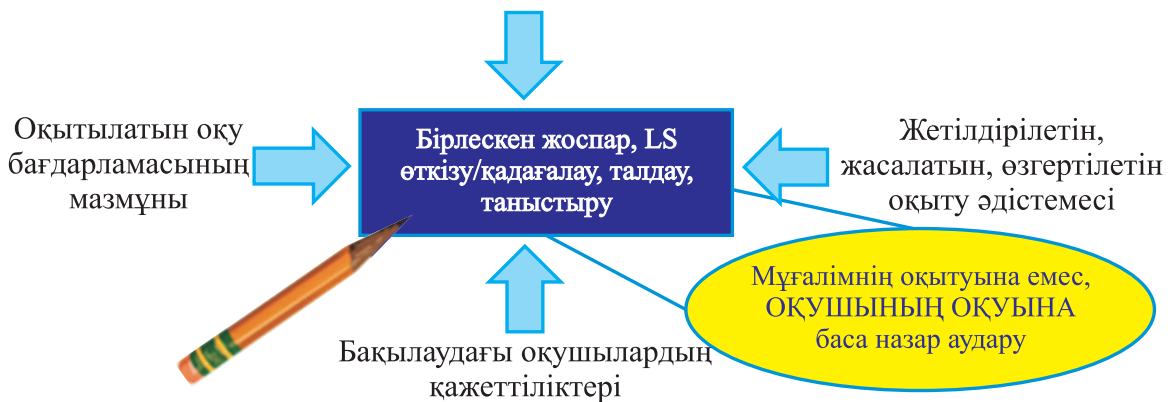 Оқытылатын оқу
бағдарламасының
мазмұны
Бірлескен жоспар, LS
өткізу/қадағалау, талдау,
таныстыру
Жетілдірілетін,
жасалатын, өзгертілетін
оқыту әдістемесі
Мұғалімнің оқытуына емес,
ОҚУШЫНЫҢ ОҚУЫНА
баса назар аудару
Бақылаудағы оқушылардың
қажеттіліктері